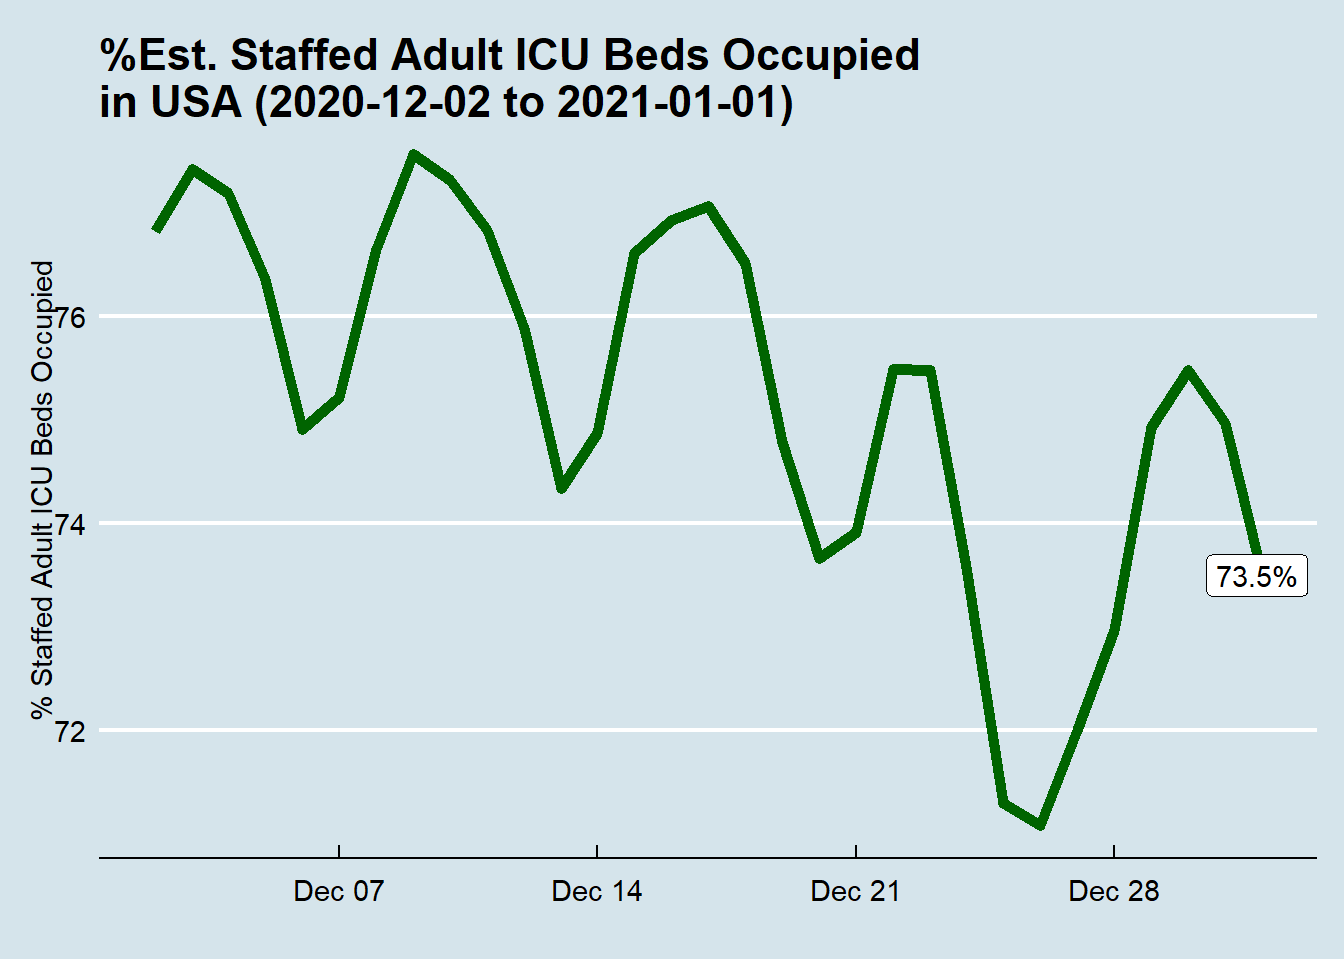 %Est. Staffed Adult ICU Beds Occupied
in USA (2020-12-02 to 2021-01-01)
% Staffed Adult ICU Beds Occupied
76
74
72
73.5%
Dec 07
Dec 14
Dec 21
Dec 28